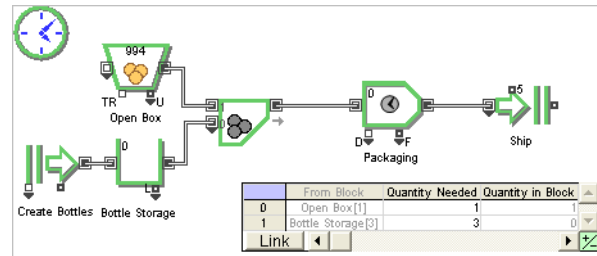 994
TR
U
Open Box
0
0
0
5
D
F
Packaging
Ship
L
Create Bottles
Bottle Storage
From Block Quantity Needed Quantity in Block
0 Open Box[1] 1 1
1 Bottle Storage[3] 3 0
Link